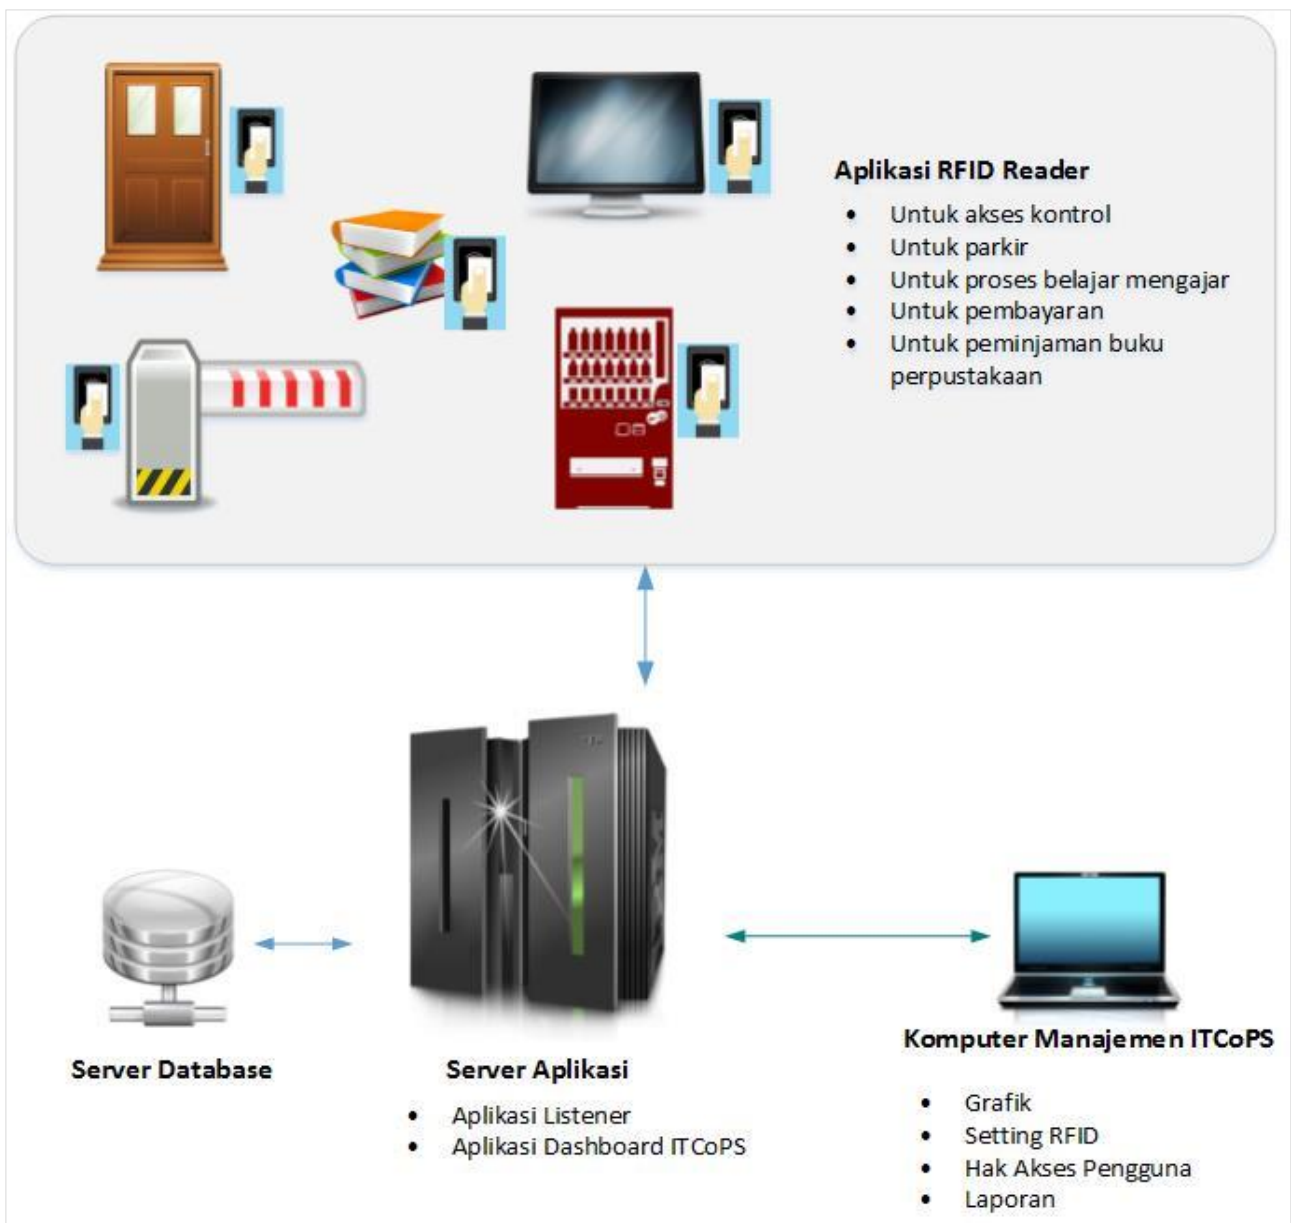 Aplikasi RFID Reader
• Untuk akses kontrol
• Untuk parkir
• Untuk proses belajar mengajar
• Untuk pembayaran
• Untuk peminjaman buku
perpustakaan
Server Database
Server Aplikasi
• Aplikasi Listener
• Aplikasi Dashboard ITCoPS
Komputer Manajemen ITCoPS
• Grafik
• Setting RFID
• Hak Akses Pengguna
• Laporan